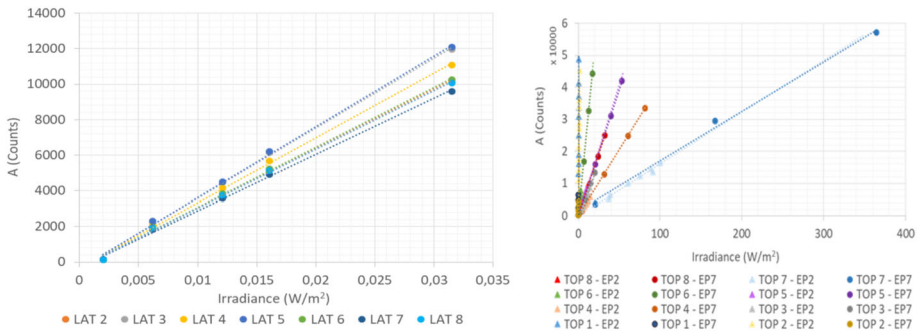 14000
12000
10000
8000
6000
4000
2000
0
A (Counts)
0 0,005 0,01 0,015 0,02 0,025 0,03 0,035
Irradiance (W/m²)
LAT 2 LAT 3 LAT 4 LAT 5 LAT 6 LAT 7 LAT 8
x 10000
6
5
4
3
2
1
0
A (Counts)
0 100 200 300 400
Irradiance (W/m²)
TOP 8 - EP2 TOP 8 - EP7 TOP 7 - EP2 TOP 7 - EP7
TOP 6 - EP2 TOP 6 - EP7 TOP 5 - EP2 TOP 5 - EP7
TOP 4 - EP2 TOP 4 - EP7 TOP 3 - EP2 TOP 3 - EP7
TOP 1 - EP2 TOP 1 - EP7 TOP 2 - EP2 TOP 2 - EP7